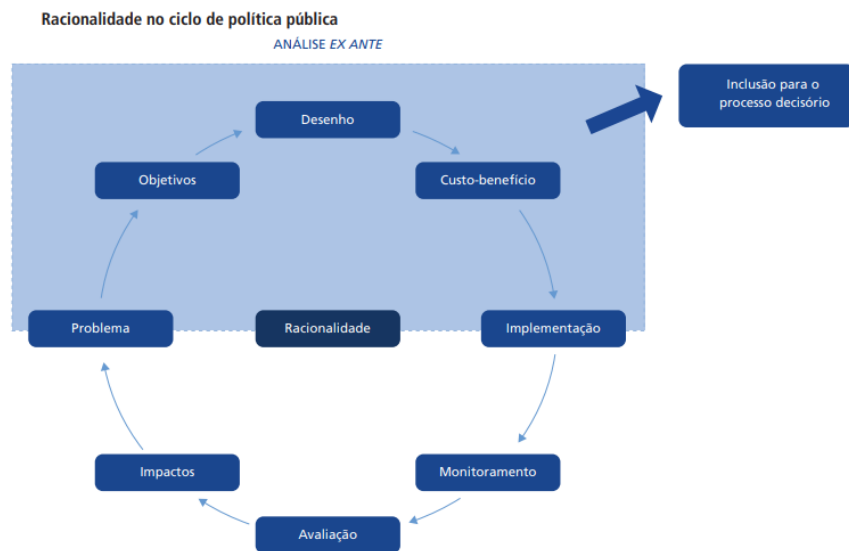 Racionalidade no ciclo de política pública
ANÁLISE EX ANTE
Inclusão para o
processo decisório
Desenho
Objetivos
Custo-benefício
Problema
Racionalidade
Implementação
Impactos
Monitoramento
Avaliação